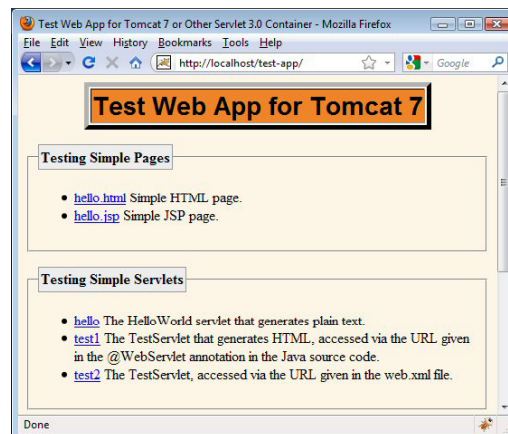 Test Web App for Tomcat 7 or Other Servlet 3.0 Container - Mozilla Firefox
File Edit View History Bookmarks Tools Help
http://localhost/test-app/ Google
Test Web App for Tomcat 7
Testing Simple Pages
hello.html Simple HTML page.
hello.jsp Simple JSP page.
Testing Simple Servlets
hello The HelloWorld servlet that generates plain text.
test1 The TestServlet that generates HTML, accessed via the URL given
in the @WebServlet annotation in the Java source code.
test2 The TestServlet, accessed via the URL given in the web.xml file.
Done